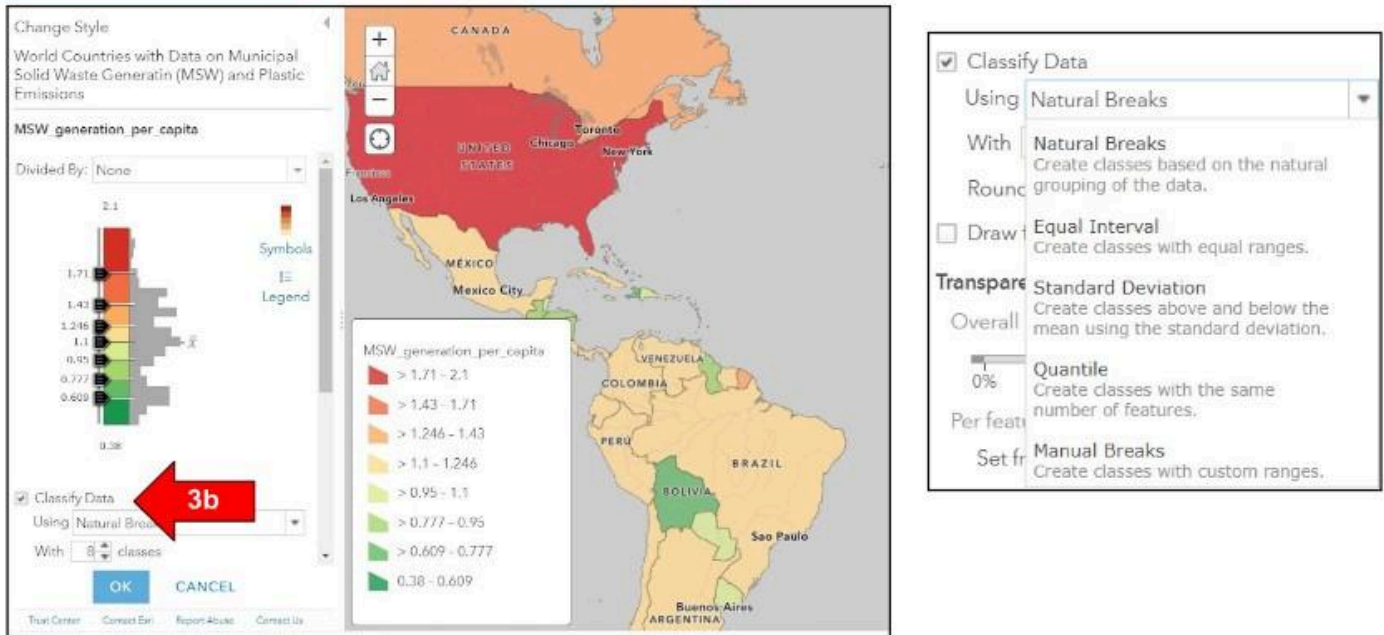 Change Style
World Countries with Data on Municipal
Solid Waste Generatin (MSW) and Plastic
Emissions
MSW_generation_per_capita
Divided By: None
2.1
1.71
1.43
1.246
1.1
0.95
0.777
0.609
0.38
x̄
Symbols
Legend
Classify Data
3b
Using Natural
With 8 classes
OK CANCEL
Trust Center Contact Esri Report Abuse Contact Us
CANADA
Toronto
Chicago
New York
UNITED
STATES
Francisco
Los Angeles
MÉXICO
Mexico City
VENEZUELA
COLOMBIA
PERÚ
BRAZIL
BOLIVIA
Sao Paulo
Buenos Aires
ARGENTINA
MSW_generation_per_capita
> 1.71 - 2.1
> 1.43 - 1.71
> 1.246 - 1.43
> 1.1 - 1.246
> 0.95 - 1.1
> 0.777 - 0.95
> 0.609 - 0.777
0.38 - 0.609
Classify Data
Using Natural Breaks
With
Natural Breaks
Create classes based on the natural
Round grouping of the data.
Equal Interval
Draw
Create classes with equal ranges.
Transpare
Standard Deviation
Overall
Create classes above and below the
mean using the standard deviation.
0%
Quantile
Create classes with the same
number of features.
Per feat
Set fr
Manual Breaks
Create classes with custom ranges.